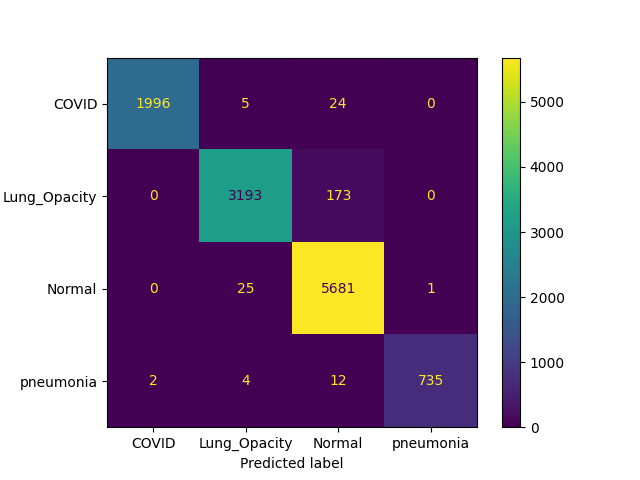 COVID 1996 5 24 0
Lung_Opacity 0 3193 173 0
Normal 0 25 5681 1
pneumonia 2 4 12 735
COVID Lung_Opacity Normal pneumonia
Predicted label
5000
4000
3000
2000
1000
0